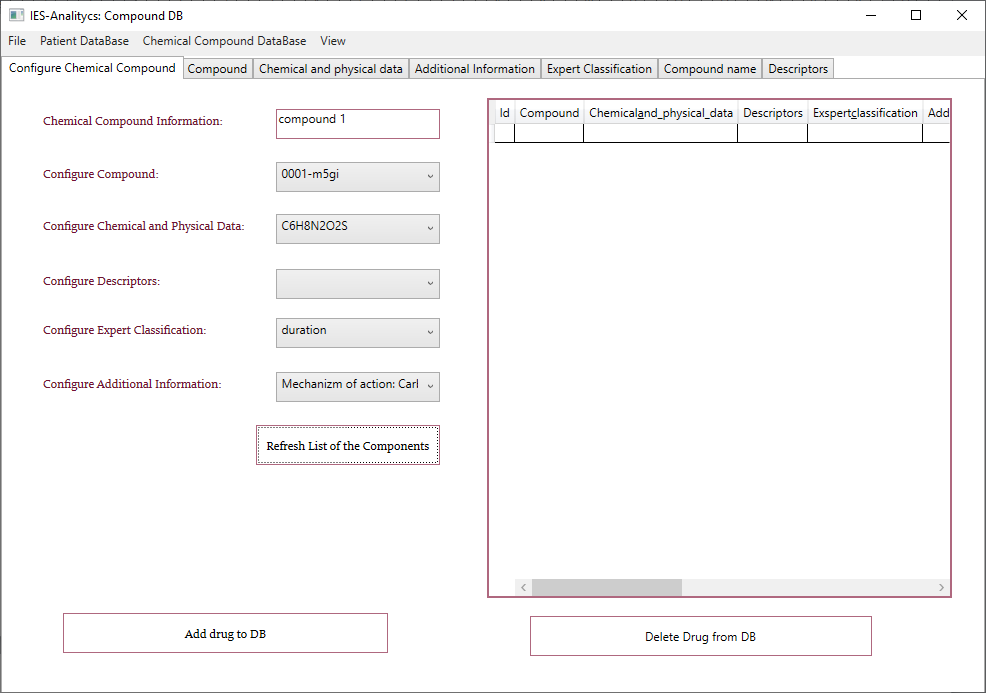 IES-Analitycs: Compound DB
File Patient DataBase Chemical Compound DataBase View
Configure Chemical Compound Compound Chemical and physical data Additional Information Expert Classification Compound name Descriptors
Chemical Compound Information: compound 1
Configure Compound: 0001-m5gi
Configure Chemical and Physical Data: C6H8N2O2S
Configure Descriptors:
Configure Expert Classification: duration
Configure Additional Information: Mechanizm of action: Carl
Refresh List of the Components
Add drug to DB
Id Compound Chemicaland_physical_data Descriptors Exspertclassification Add
Delete Drug from DB